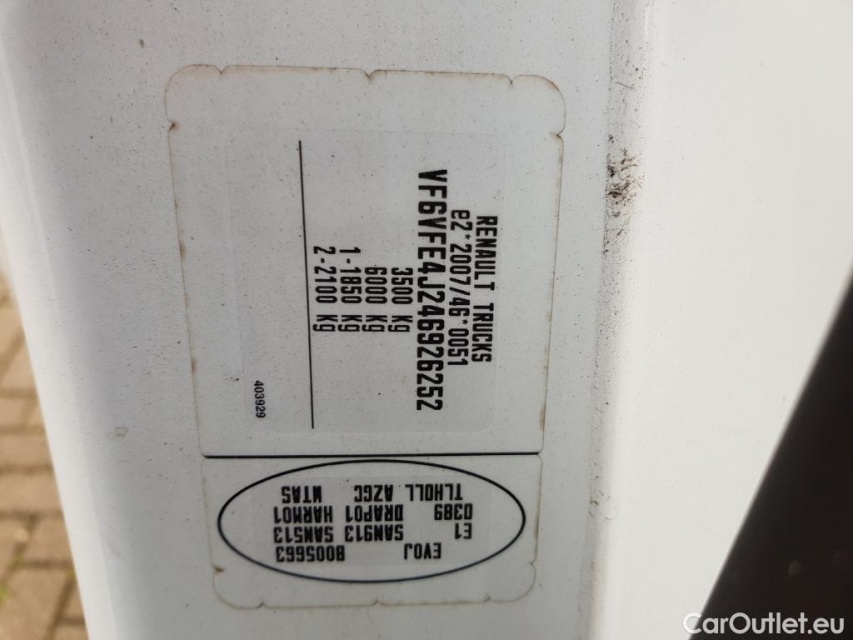 RENAULT TRUCKS
e2*2007/46*0051
VF6VFE4J246926252
3500 Kg
6000 Kg
1-1850 Kg
2-2100 Kg
403929
EVOJ B005663
E1 SAN913 SAN513
0389 DRAP01 HARM01
TLHOLL AZGC MTAS
CarOutlet.eu